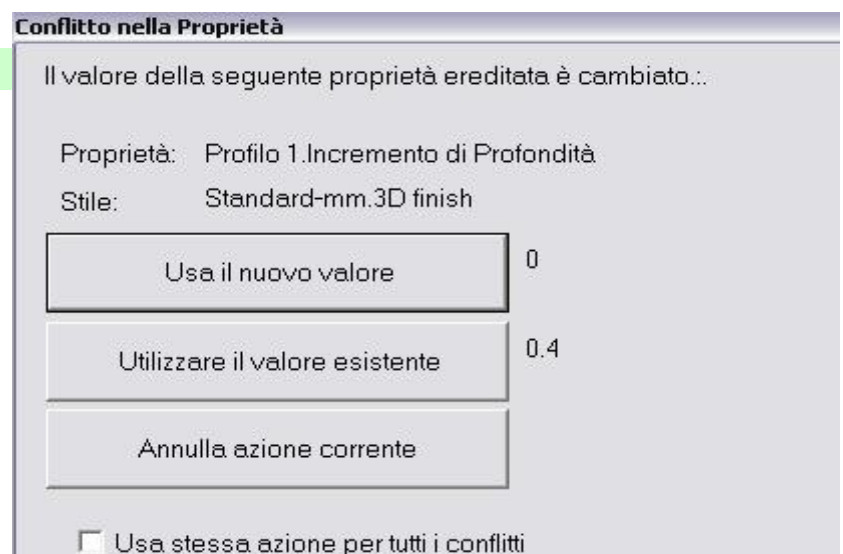 Conflitto nella Proprietà
Il valore della seguente proprietà ereditata è cambiato.:.
Proprietà: Profilo 1.Incremento di Profondità
Stile: Standard-mm.3D finish
Usa il nuovo valore 0
Utilizzare il valore esistente 0.4
Annulla azione corrente
Usa stessa azione per tutti i conflitti